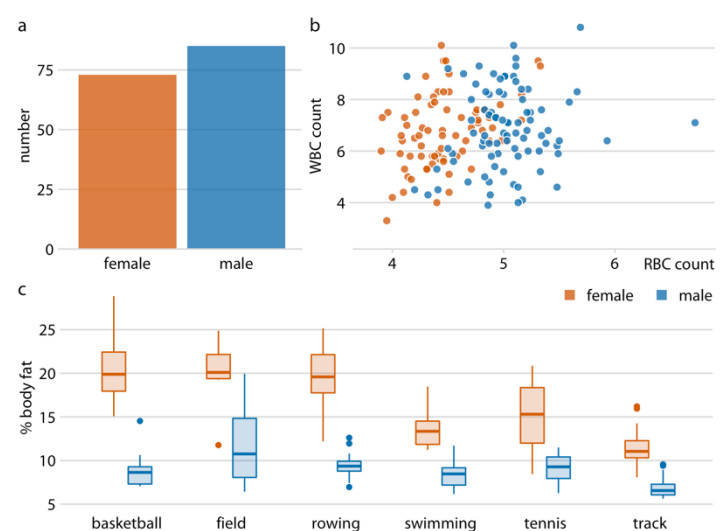 a
number
75
50
25
0
female
male
b
WBC count
10
8
6
4
4
5
6
RBC count
female
male
c
% body fat
25
20
15
10
5
basketball
field
rowing
swimming
tennis
track